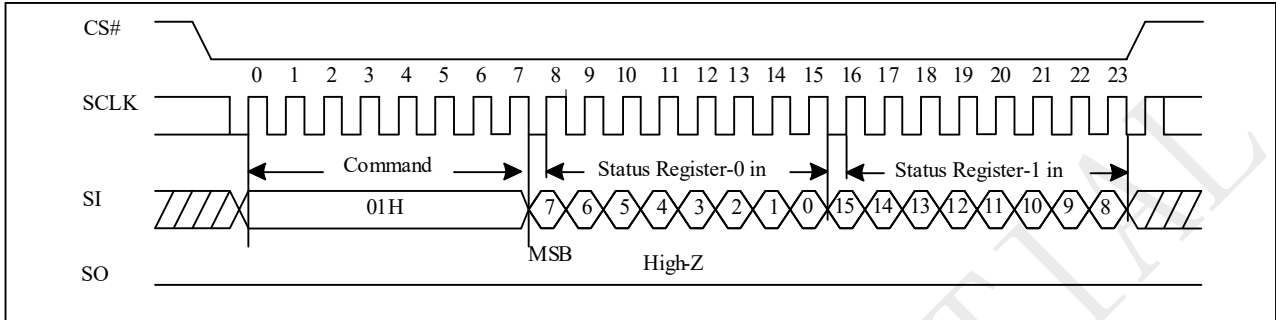 CS#
0 1 2 3 4 5 6 7 8 9 10 11 12 13 14 15 16 17 18 19 20 21 22 23
SCLK
Command Status Register-0 in Status Register-1 in
SI 01H 7 6 5 4 3 2 1 0 15 14 13 12 11 10 9 8
MSB High-Z
SO